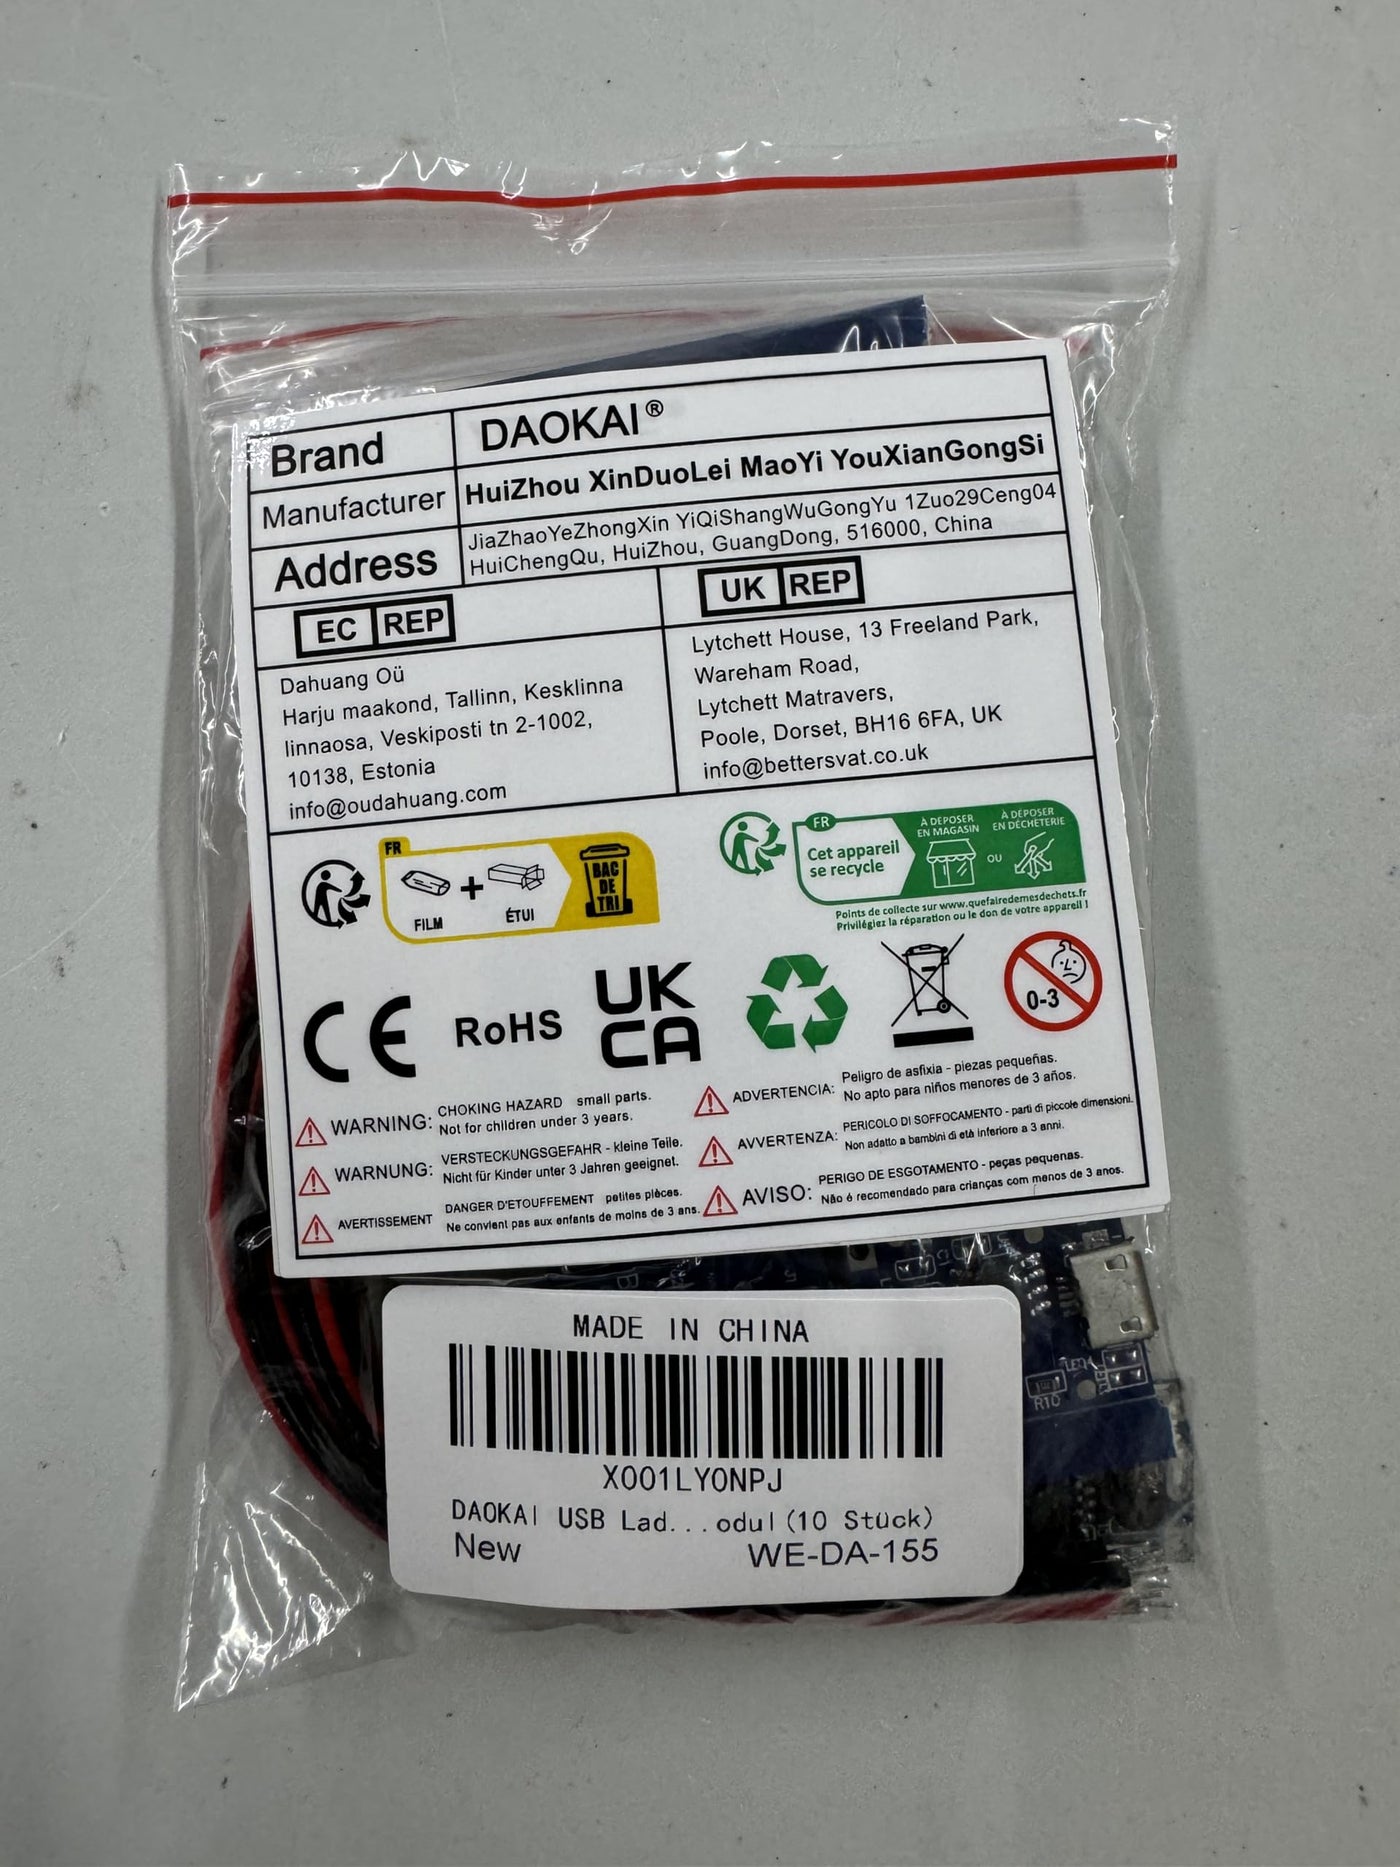 Brand DAOKAI®
Manufacturer HuiZhou XinDuoLei MaoYi YouXianGongSi
Address JiaZhaoYeZhongXin YiQiShangWuGongYu 1Zuo29Ceng04
HuiChengQu, HuiZhou, GuangDong, 516000, China
EC REP
Dahuang Oü
Harju maakond, Tallinn, Kesklinna
linnaosa, Veskiposti tn 2-1002,
10138, Estonia
info@oudahuang.com
UK REP
Lytchett House, 13 Freeland Park,
Wareham Road,
Lytchett Matravers,
Poole, Dorset, BH16 6FA, UK
info@bettersvat.co.uk
FR
FILM + ÉTUI
BAC
DE
TRI
FR
Cet appareil
se recycle
À DÉPOSER
EN MAGASIN
OU
À DÉPOSER
EN DÉCHÈTERIE
Points de collecte sur www.quefairedemesdechets.fr
Privilégiez la réparation ou le don de votre appareil !
CE
RoHS
UK
CA
0-3
WARNING: CHOKING HAZARD small parts.
Not for children under 3 years.
WARNUNG: VERSTECKUNGSGEFAHR - kleine Teile.
Nicht für Kinder unter 3 Jahren geeignet.
AVERTISSEMENT DANGER D'ETOUFFEMENT petites pièces.
Ne convient pas aux enfants de moins de 3 ans.
ADVERTENCIA: Peligro de asfixia - piezas pequeñas.
No apto para niños menores de 3 años.
AVVERTENZA: PERICOLO DI SOFFOCAMENTO - parti di piccole dimensioni.
Non adatto a bambini di età inferiore a 3 anni.
AVISO: PERIGO DE ESGOTAMENTO - peças pequenas.
Não é recomendado para crianças com menos de 3 anos.
R10
MADE IN CHINA
X001LY0NPJ
DAOKAI USB Lad...odul(10 Stück)
New WE-DA-155